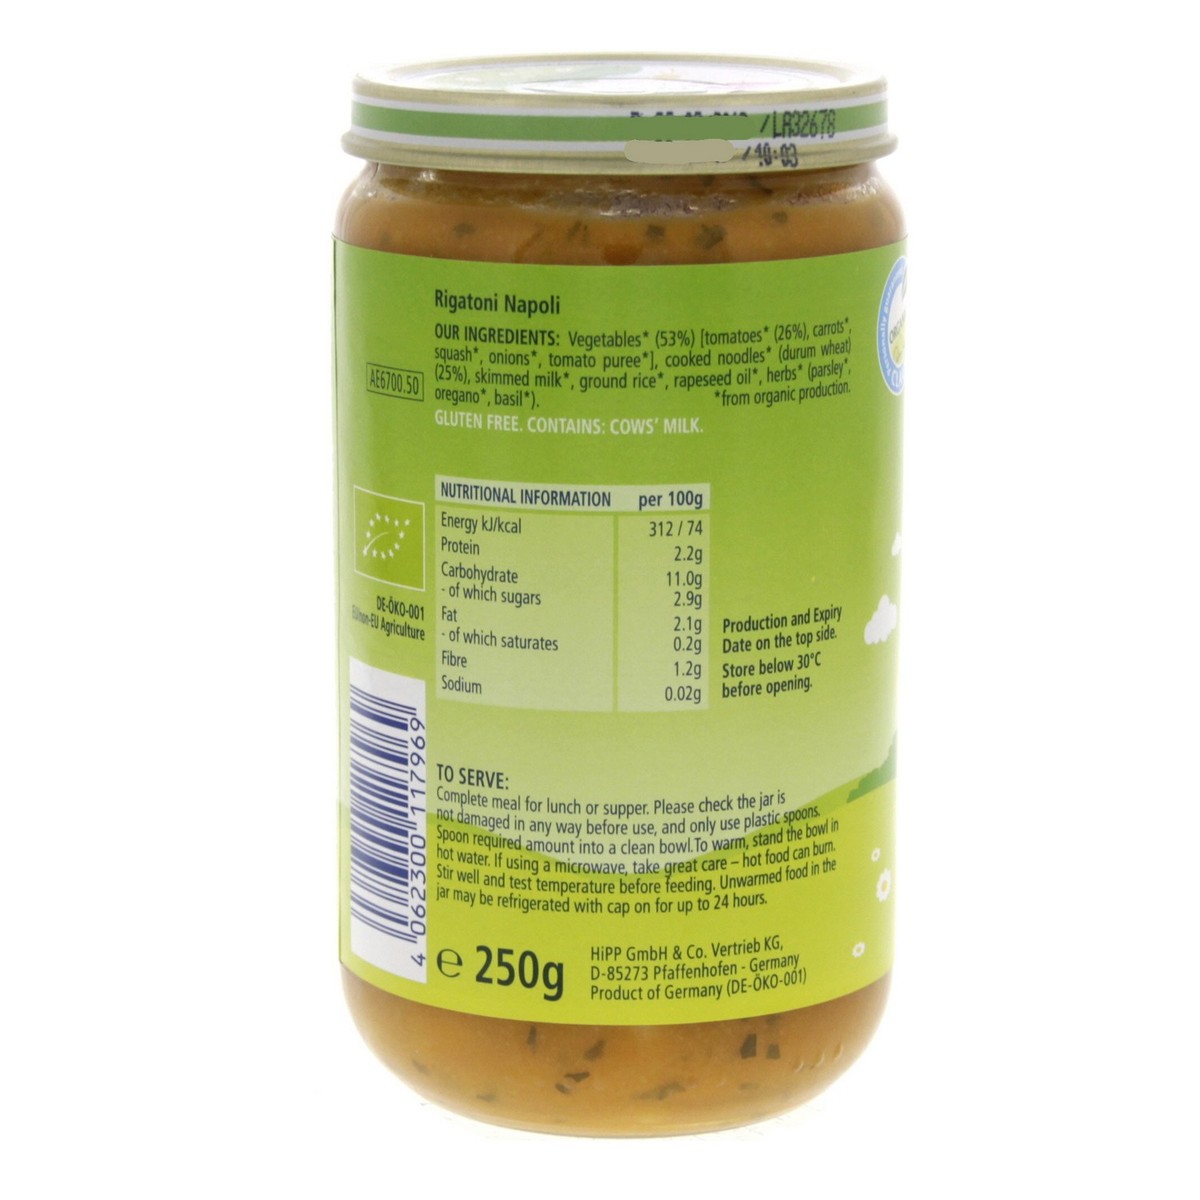 /LA32678
/ 10:03
Rigatoni Napoli
OUR INGREDIENTS: Vegetables* (53%) [tomatoes* (26%), carrots*,
squash*, onions*, tomato puree*], cooked noodles* (durum wheat)
(25%), skimmed milk*, ground rice*, rapeseed oil*, herbs* (parsley*,
oregano*, basil*).
*from organic production.
GLUTEN FREE. CONTAINS: COWS' MILK.
AE6700.50
NUTRITIONAL INFORMATION per 100g
Energy kJ/kcal 312 / 74
Protein 2.2g
Carbohydrate 11.0g
- of which sugars 2.9g
Fat 2.1g
- of which saturates 0.2g
Fibre 1.2g
Sodium 0.02g
DE-ÖKO-001
EU/non-EU Agriculture
Production and Expiry
Date on the top side.
Store below 30°C
before opening.
4 062300 117969
TO SERVE:
Complete meal for lunch or supper. Please check the jar is
not damaged in any way before use, and only use plastic spoons.
Spoon required amount into a clean bowl. To warm, stand the bowl in
hot water. If using a microwave, take great care – hot food can burn.
Stir well and test temperature before feeding. Unwarmed food in the
jar may be refrigerated with cap on for up to 24 hours.
e 250g
HiPP GmbH & Co. Vertrieb KG,
D-85273 Pfaffenhofen - Germany
Product of Germany (DE-ÖKO-001)